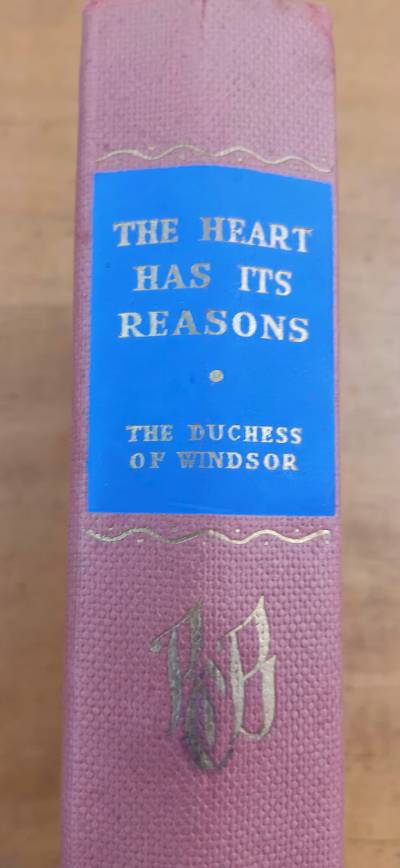 THE HEART
HAS ITS
REASONS
THE DUCHESS
OF WINDSOR